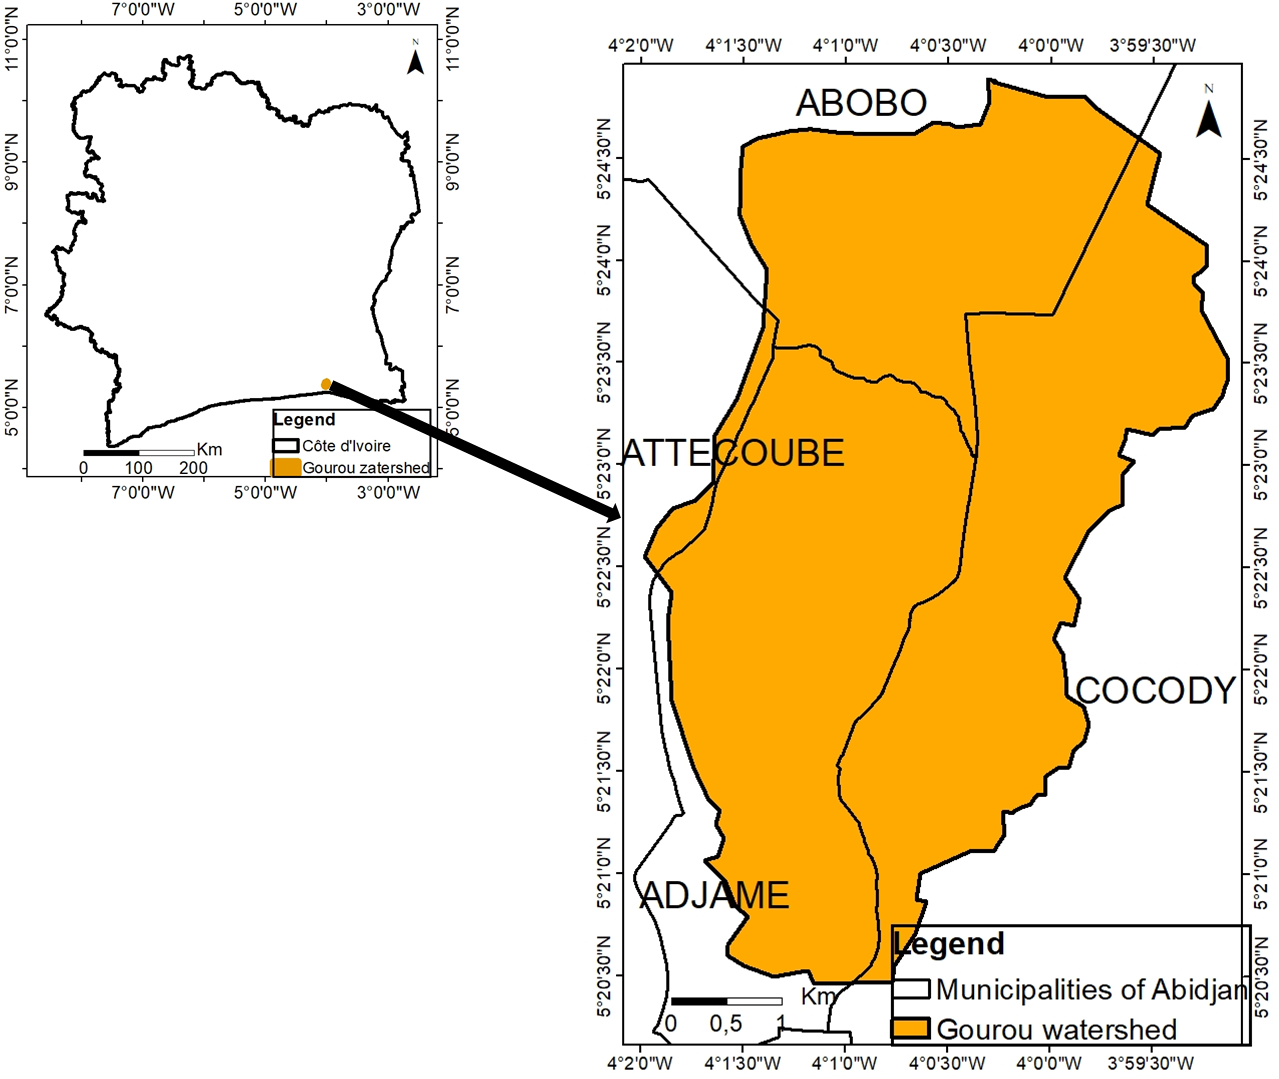 7°0'0"W 5°0'0"W 3°0'0"W
11°0'0"N 11°0'0"N
N
9°0'0"N 9°0'0"N
7°0'0"N 7°0'0"N
5°0'0"N 5°0'0"N
Legend
Côte d'Ivoire
Gourou zatershed
Km
0 100 200
7°0'0"W 5°0'0"W 3°0'0"W
4°2'0"W 4°1'30"W 4°1'0"W 4°0'30"W 4°0'0"W 3°59'30"W
ABOBO
N
5°24'30"N 5°24'30"N
5°24'0"N 5°24'0"N
5°23'30"N 5°23'30"N
ATTECOUBE
5°23'0"N 5°23'0"N
5°22'30"N 5°22'30"N
5°22'0"N 5°22'0"N
COCODY
5°21'30"N 5°21'30"N
5°21'0"N 5°21'0"N
ADJAME
5°20'30"N 5°20'30"N
Legend
Municipalities of Abidjan
Gourou watershed
Km
0 0,5 1
4°2'0"W 4°1'30"W 4°1'0"W 4°0'30"W 4°0'0"W 3°59'30"W